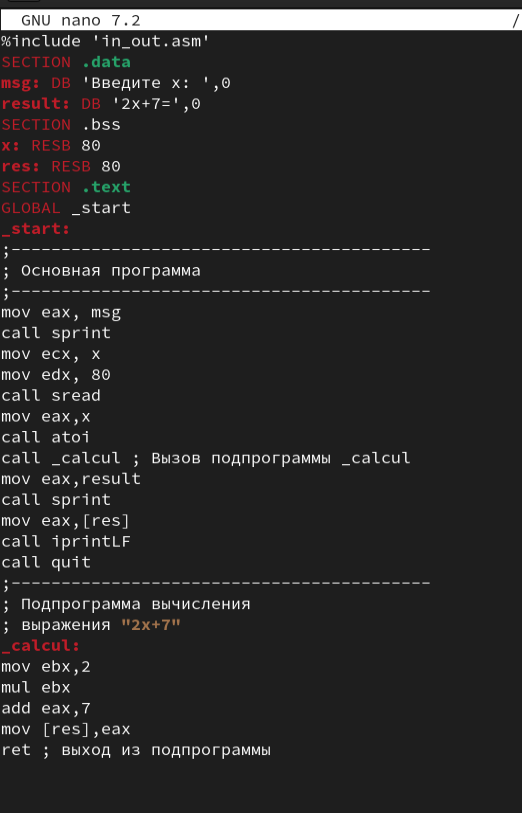 GNU nano 7.2 /
%include 'in_out.asm'
SECTION .data
msg: DB 'Введите x: ',0
result: DB '2x+7=',0
SECTION .bss
x: RESB 80
res: RESB 80
SECTION .text
GLOBAL _start
_start:
;------------------------------------------
; Основная программа
;------------------------------------------
mov eax, msg
call sprint
mov ecx, x
mov edx, 80
call sread
mov eax,x
call atoi
call _calcul ; Вызов подпрограммы _calcul
mov eax,result
call sprint
mov eax,[res]
call iprintLF
call quit
;------------------------------------------
; Подпрограмма вычисления
; выражения "2x+7"
_calcul:
mov ebx,2
mul ebx
add eax,7
mov [res],eax
ret ; выход из подпрограммы